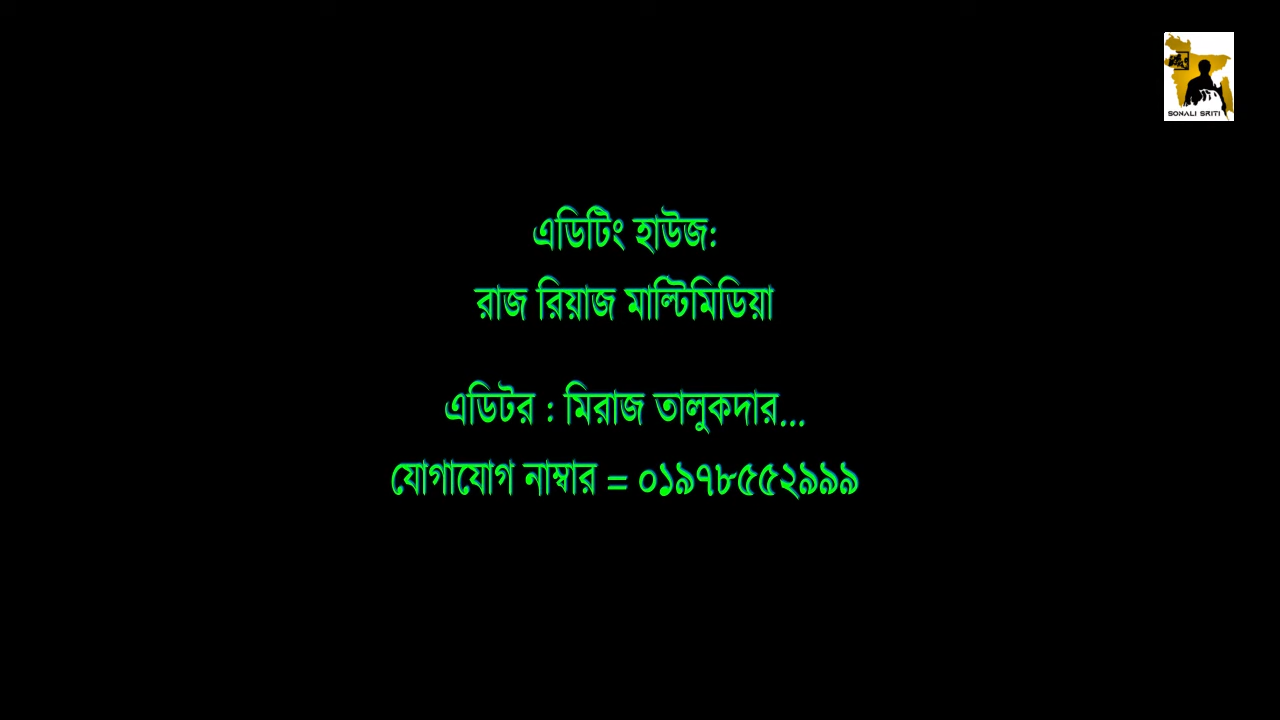 SONALI SRITI
এডিটিং হাউজ:
রাজ রিয়াজ মাল্টিমিডিয়া
এডিটর : মিরাজ তালুকদার...
যোগাযোগ নাম্বার = ০১৯৭৮৫৫২৯৯৯